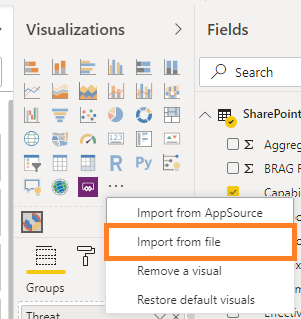 Visualizations
Fields
Search
SharePoint
Aggreg
BRAG F
Capabi
R Py
Import from AppSource
Import from file
Remove a visual
Restore default visuals
Groups
Threat